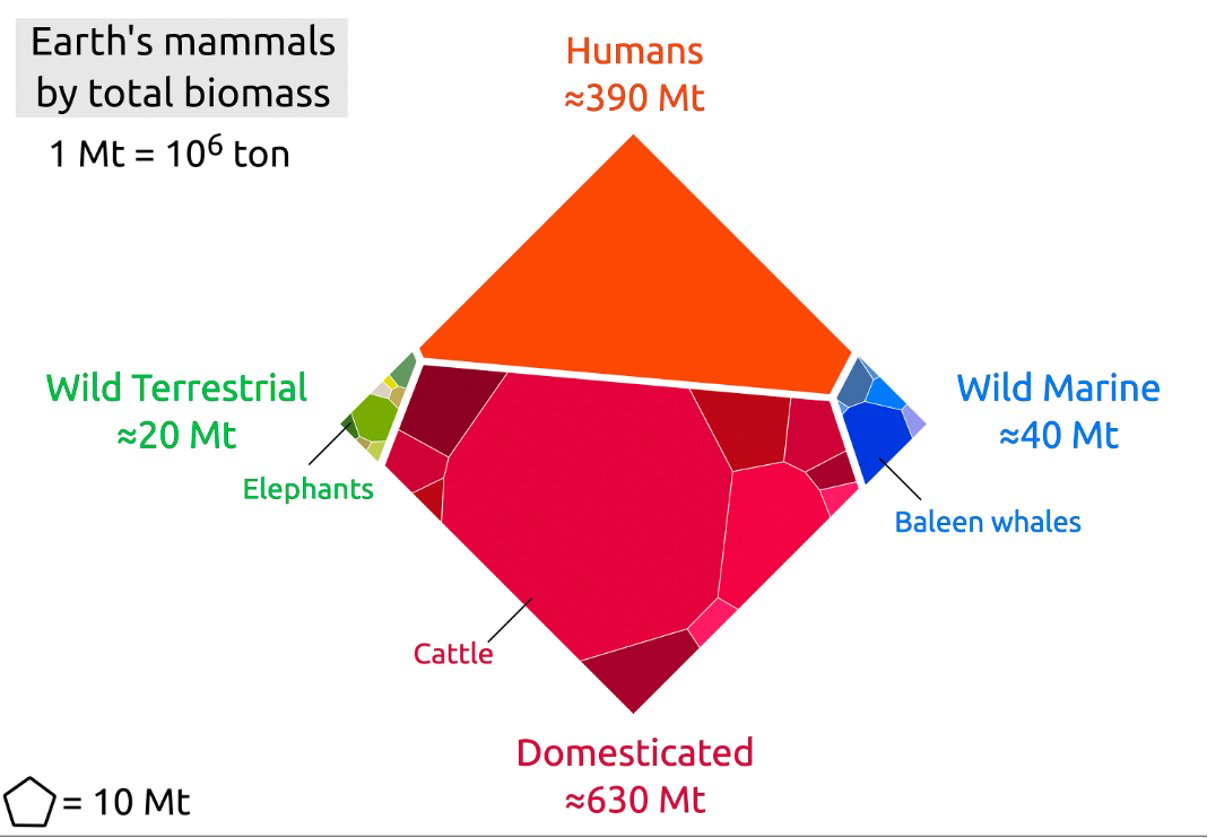 Earth's mammals
by total biomass
1 Mt = 10⁶ ton
Humans
≈390 Mt
Wild Terrestrial
≈20 Mt
Elephants
Wild Marine
≈40 Mt
Baleen whales
Cattle
Domesticated
≈630 Mt
= 10 Mt